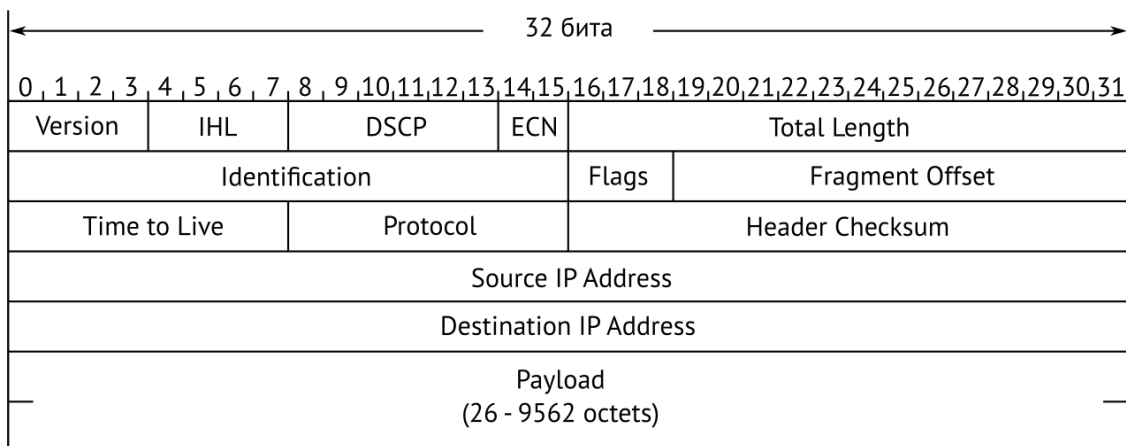 32 бита
0 1 2 3 4 5 6 7 8 9 10 11 12 13 14 15 16 17 18 19 20 21 22 23 24 25 26 27 28 29 30 31
Version IHL DSCP ECN Total Length
Identification Flags Fragment Offset
Time to Live Protocol Header Checksum
Source IP Address
Destination IP Address
Payload
(26 - 9562 octets)